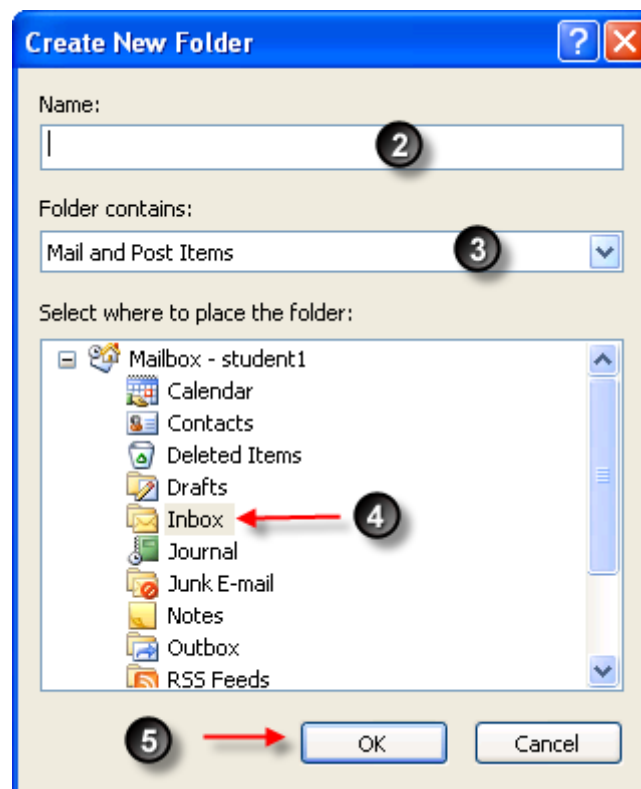 Create New Folder ?
Name:
2
Folder contains:
Mail and Post Items 3
Select where to place the folder:
Mailbox - student1
Calendar
Contacts
Deleted Items
Drafts
Inbox 4
Journal
Junk E-mail
Notes
Outbox
RSS Feeds
5 OK Cancel